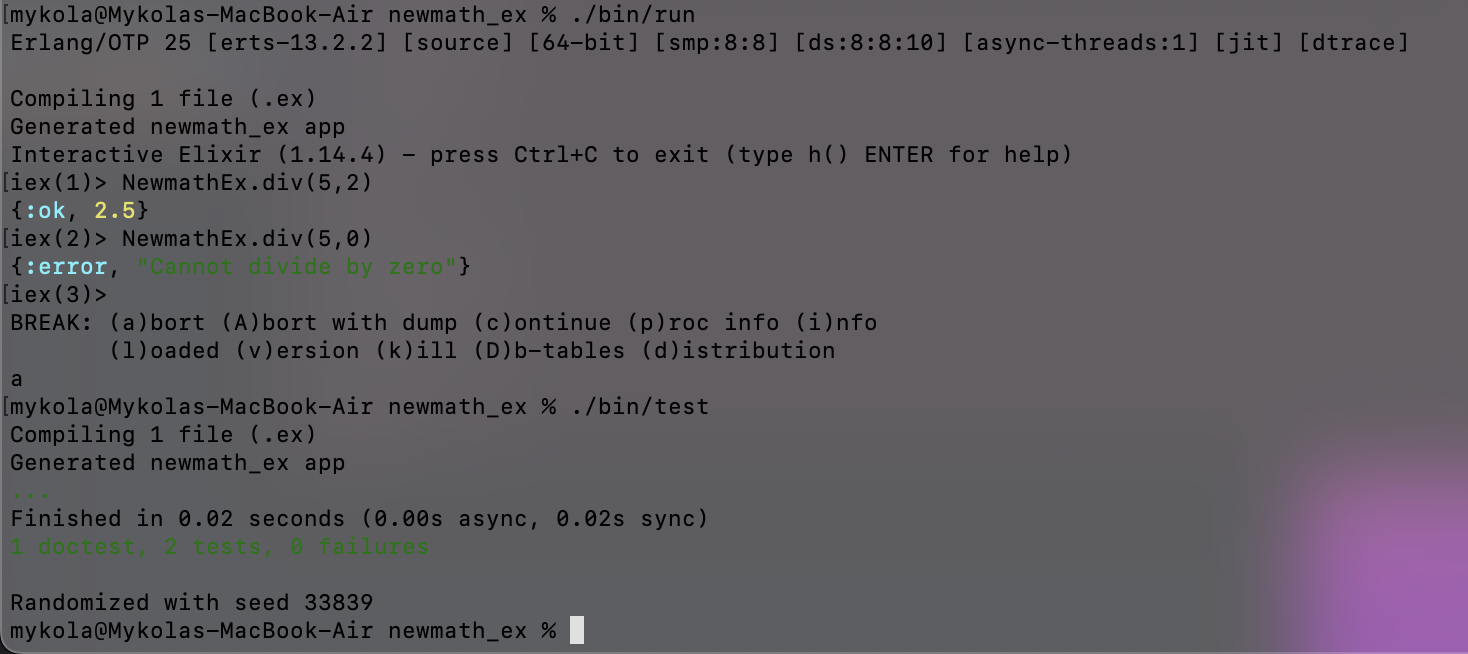 [mykola@Mykolas-MacBook-Air newmath_ex % ./bin/run
Erlang/OTP 25 [erts-13.2.2] [source] [64-bit] [smp:8:8] [ds:8:8:10] [async-threads:1] [jit] [dtrace]
Compiling 1 file (.ex)
Generated newmath_ex app
Interactive Elixir (1.14.4) - press Ctrl+C to exit (type h() ENTER for help)
[iex(1)> NewmathEx.div(5,2)
{:ok, 2.5}
[iex(2)> NewmathEx.div(5,0)
{:error, "Cannot divide by zero"}
[iex(3)>
BREAK: (a)bort (A)bort with dump (c)ontinue (p)roc info (i)nfo
(l)oaded (v)ersion (k)ill (D)b-tables (d)istribution
a
[mykola@Mykolas-MacBook-Air newmath_ex % ./bin/test
Compiling 1 file (.ex)
Generated newmath_ex app
...
Finished in 0.02 seconds (0.00s async, 0.02s sync)
1 doctest, 2 tests, 0 failures
Randomized with seed 33839
mykola@Mykolas-MacBook-Air newmath_ex %